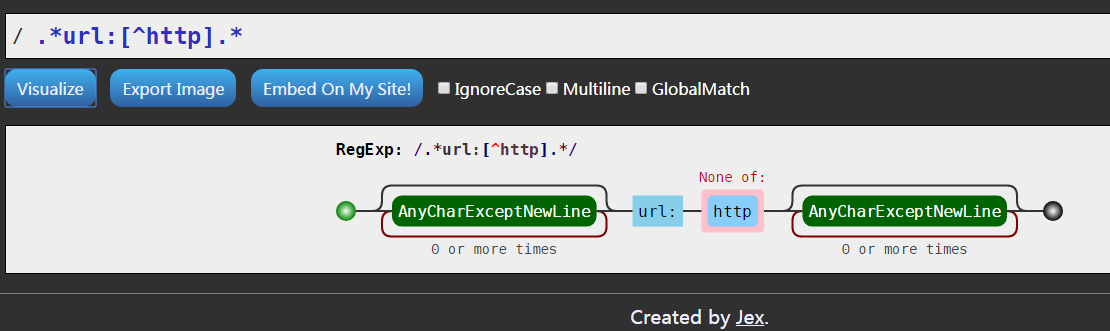 / .*url:[^http].*
Visualize Export Image Embed On My Site! IgnoreCase Multiline GlobalMatch
RegExp: /.*url:[^http].*/
None of:
AnyCharExceptNewLine url: http AnyCharExceptNewLine
0 or more times 0 or more times
Created by Jex.